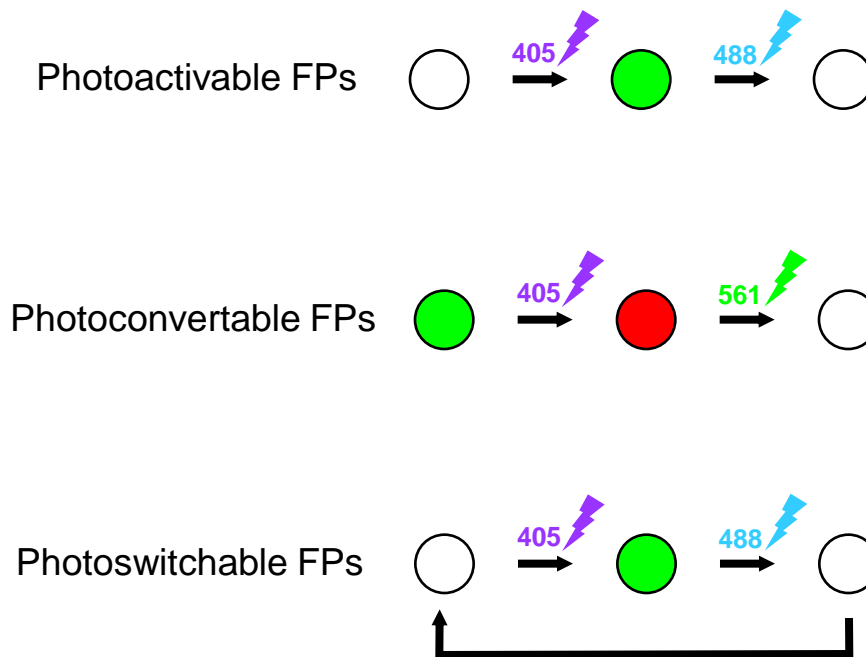 405 488
Photoactivable FPs
405 561
Photoconvertable FPs
405 488
Photoswitchable FPs